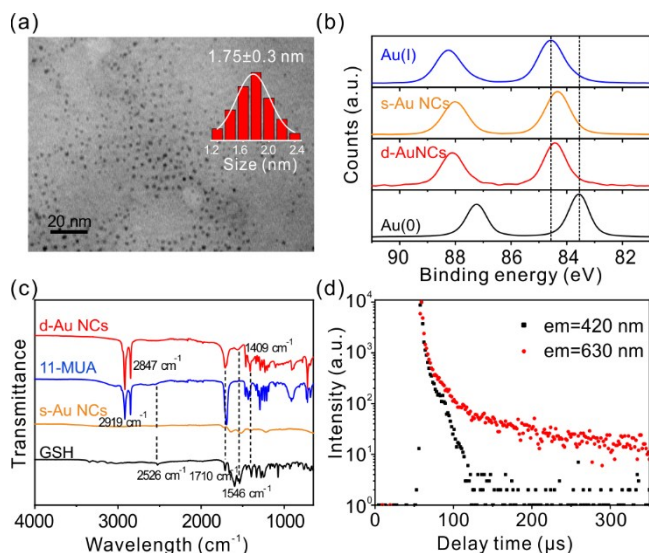 (a)
1.75±0.3 nm
1.2 1.6 2.0 2.4
Size (nm)
20 nm
(b)
Counts (a.u.)
Au(I)
s-Au NCs
d-AuNCs
Au(0)
90 88 86 84 82
Binding energy (eV)
(c)
Transmittance
d-Au NCs
2847 cm⁻¹
1409 cm⁻¹
11-MUA
2919 cm⁻¹
s-Au NCs
GSH
2526 cm⁻¹
1710 cm⁻¹
1546 cm⁻¹
4000 3000 2000 1000
Wavelength (cm⁻¹)
(d)
Intensity (a.u.)
10⁴
10³
10²
10¹
10⁰
em=420 nm
em=630 nm
0 100 200 300
Delay time (µs)